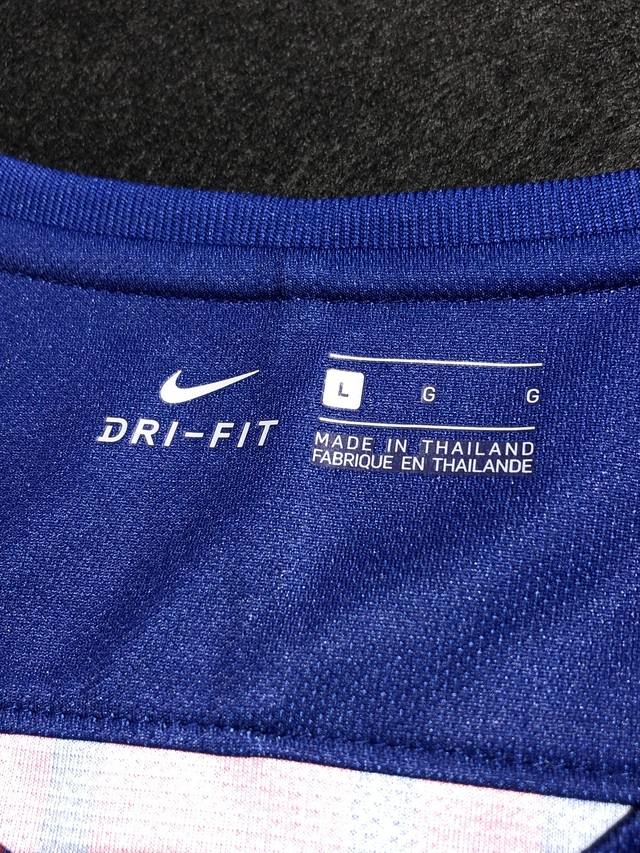 DRI-FIT
L G G
MADE IN THAILAND
FABRIQUE EN THAILANDE